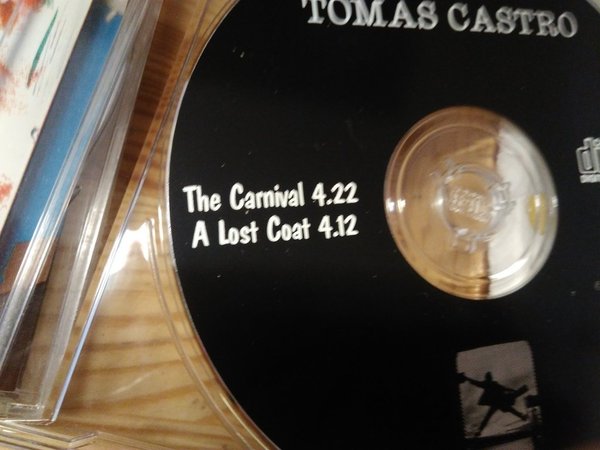 TOMAS CASTRO
The Carnival 4.22
A Lost Coat 4.12